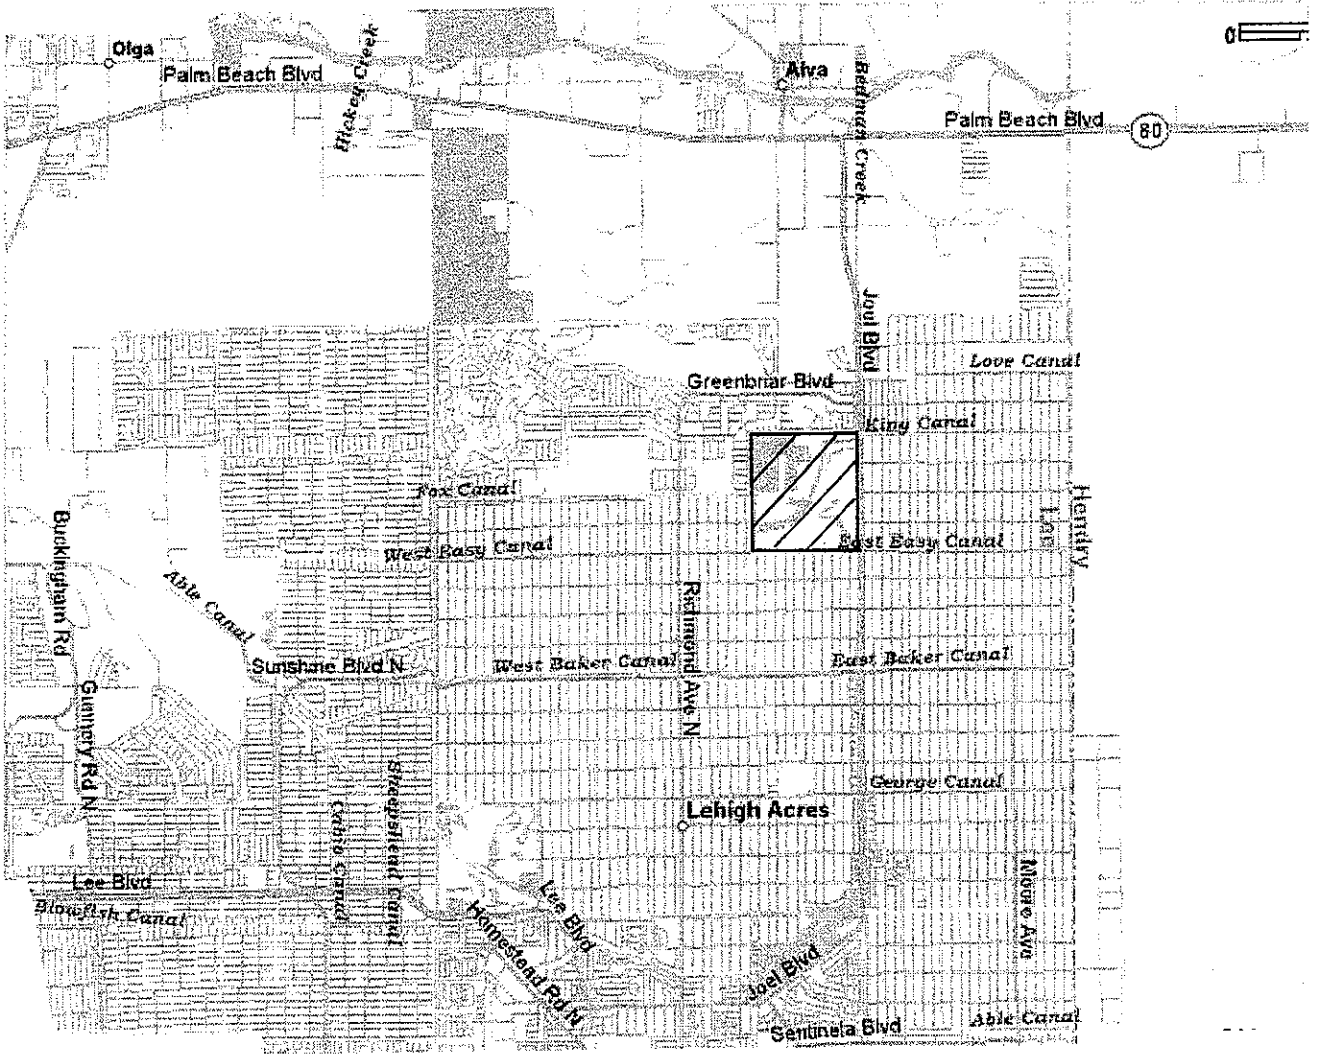 0
Olga
Alva
Palm Beach Blvd
Hickey Creek
Bedman Creek
Palm Beach Blvd
80
Joel Blvd
Love Canal
Greenbriar Blvd
King Canal
Fox Canal
West Easy Canal
East Easy Canal
Hendry
Lee
Buckingham Rd
Able Canal
Richmond Ave N
Sunshine Blvd N
West Baker Canal
East Baker Canal
Gunnery Rd N
Sheepshead Canal
George Canal
Lehigh Acres
Lee Blvd
Blowfish Canal
Lee Blvd
Homestead Rd N
Moore Ave
Joel Blvd
Sentinela Blvd
Able Canal